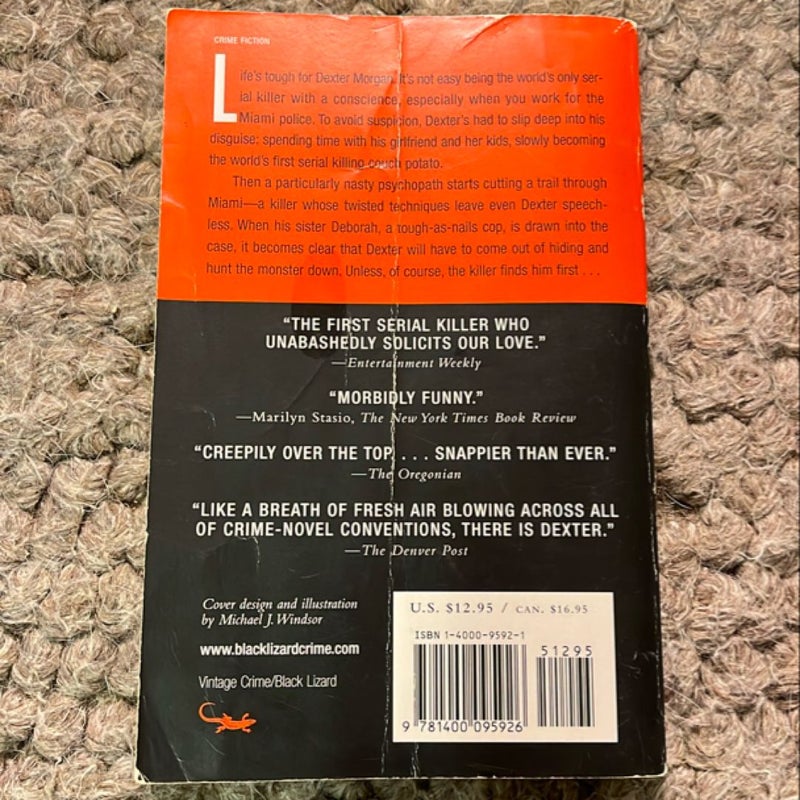 CRIME FICTION
Life's tough for Dexter Morgan. It's not easy being the world's only ser-
ial killer with a conscience, especially when you work for the
Miami police. To avoid suspicion, Dexter's had to slip deep into his
disguise: spending time with his girlfriend and her kids, slowly becoming
the world's first serial killing couch potato.
Then a particularly nasty psychopath starts cutting a trail through
Miami—a killer whose twisted techniques leave even Dexter speech-
less. When his sister Deborah, a tough-as-nails cop, is drawn into the
case, it becomes clear that Dexter will have to come out of hiding and
hunt the monster down. Unless, of course, the killer finds him first . . .
“THE FIRST SERIAL KILLER WHO
UNABASHEDLY SOLICITS OUR LOVE.”
—Entertainment Weekly
“MORBIDLY FUNNY.”
—Marilyn Stasio, The New York Times Book Review
“CREEPILY OVER THE TOP. . . . SNAPPIER THAN EVER.”
—The Oregonian
“LIKE A BREATH OF FRESH AIR BLOWING ACROSS ALL
OF CRIME-NOVEL CONVENTIONS, THERE IS DEXTER.”
—The Denver Post
Cover design and illustration
by Michael J. Windsor
www.blacklizardcrime.com
Vintage Crime/Black Lizard
U.S. $12.95 / CAN. $16.95
ISBN 1-4000-9592-1
51295
9 781400 095926